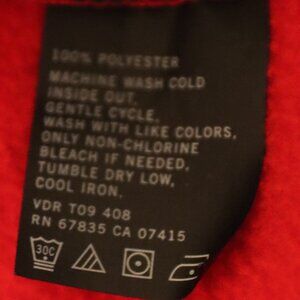 100% POLYESTER
MACHINE WASH COLD
INSIDE OUT,
GENTLE CYCLE,
WASH WITH LIKE COLORS,
ONLY NON-CHLORINE
BLEACH IF NEEDED,
TUMBLE DRY LOW,
COOL IRON.
VDR T09 408
RN 67835 CA 07415
30C